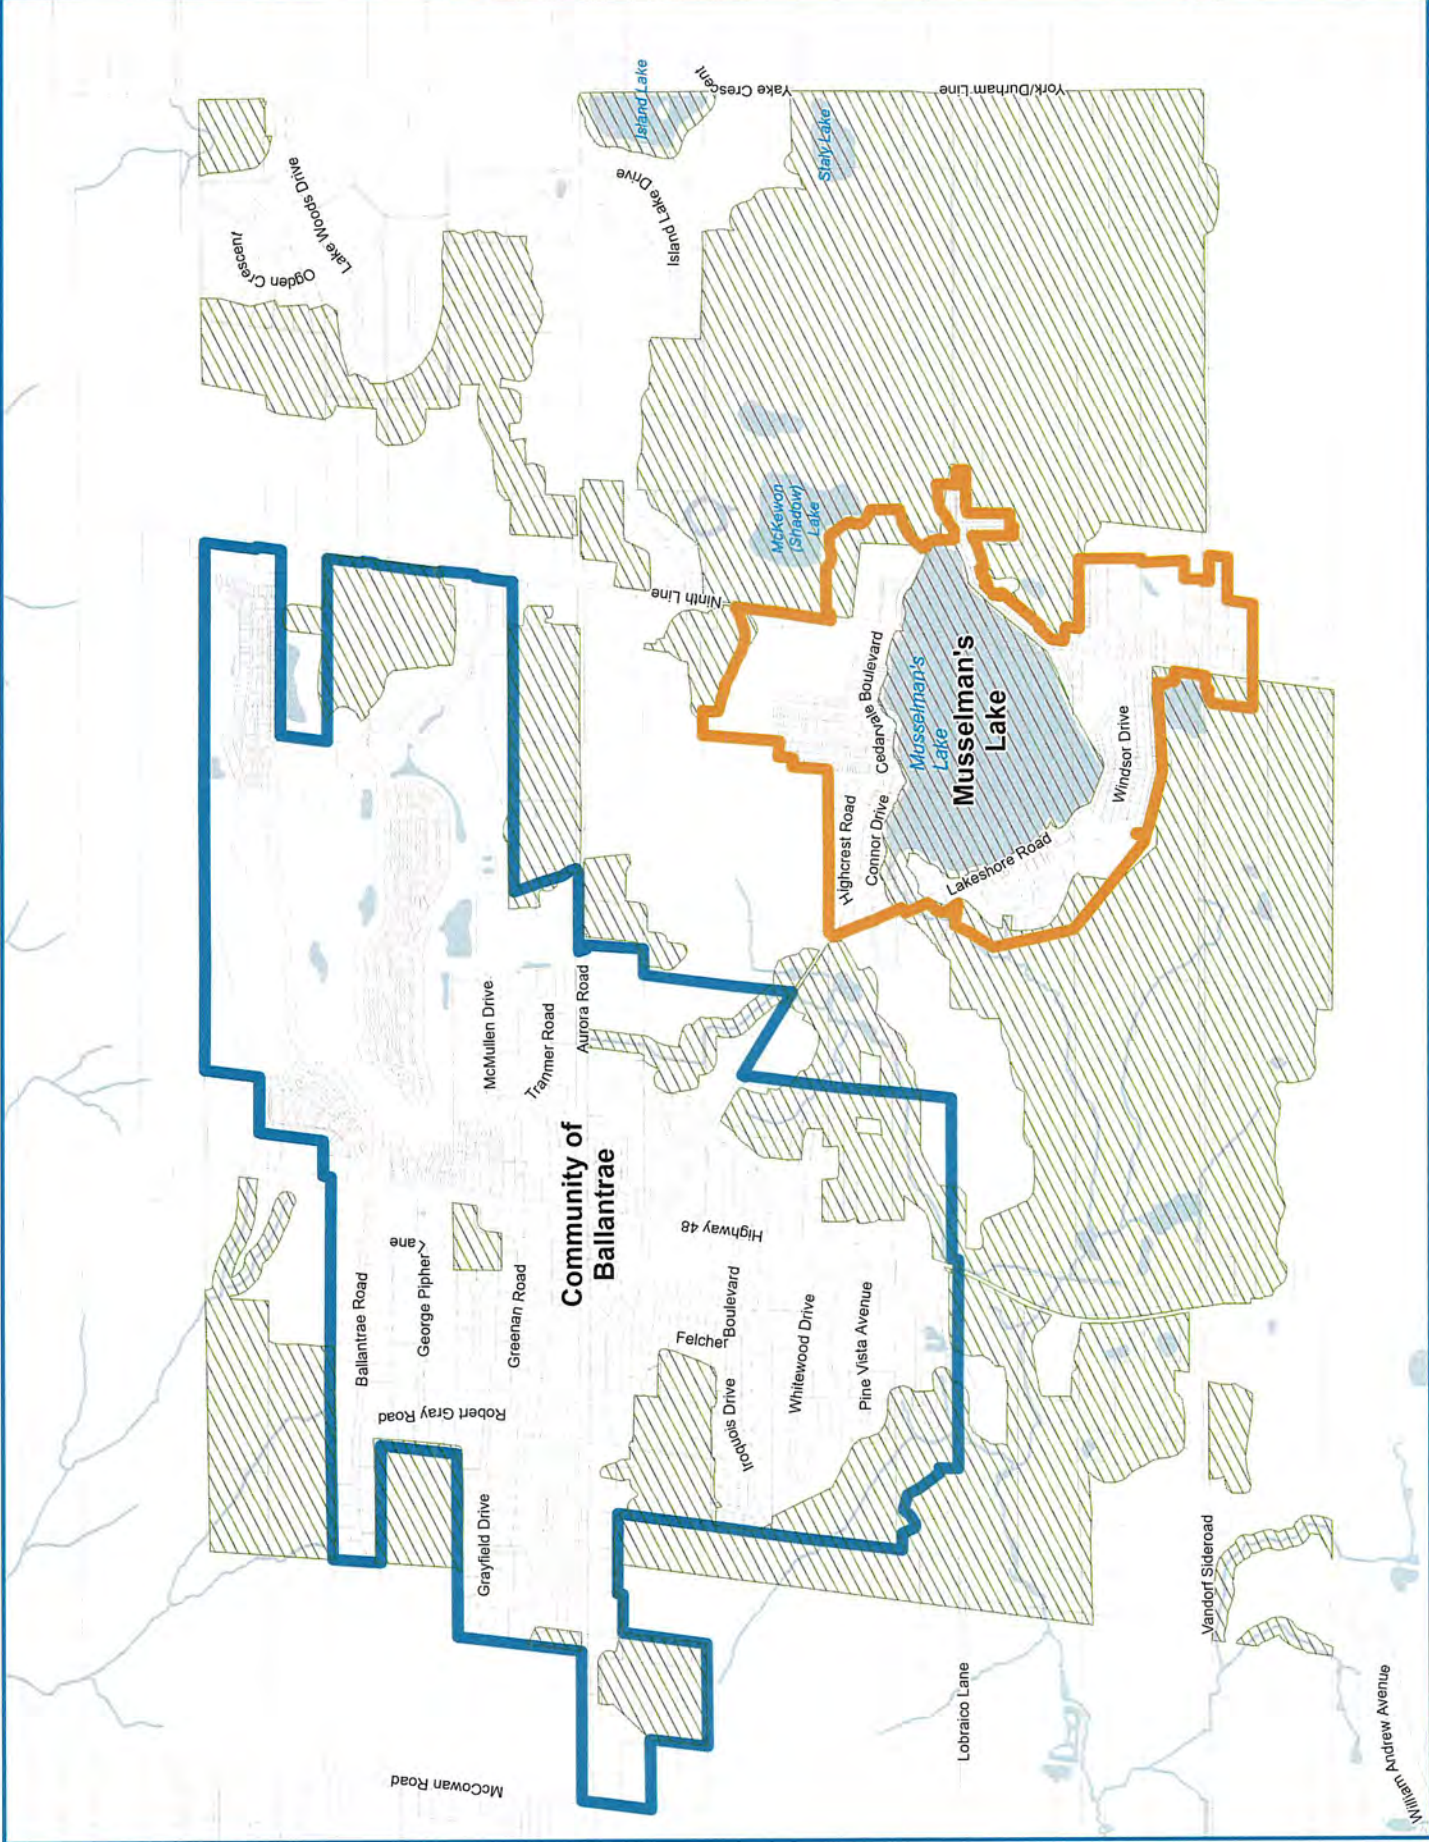 Island Lake
Yake Crescent
Staly Lake
York/Durham Line
Lake Woods Drive
Ogden Crescent
Island Lake Drive
McKewon
(Shadow)
Lake
Ninth Line
Cedarvale Boulevard
Musselman's
Lake
Musselman's
Lake
Windsor Drive
Highcrest Road
Connor Drive
Lakeshore Road
McMullen Drive
Tranmer Road
Aurora Road
Community of
Ballantrae
Highway 48
Ballantrae Road
George Pipher Lane
Greenan Road
Felcher Boulevard
Whitewood Drive
Pine Vista Avenue
Iroquois Drive
Robert Gray Road
Grayfield Drive
Vandorf Sideroad
Lobraico Lane
McCowan Road
William Andrew Avenue